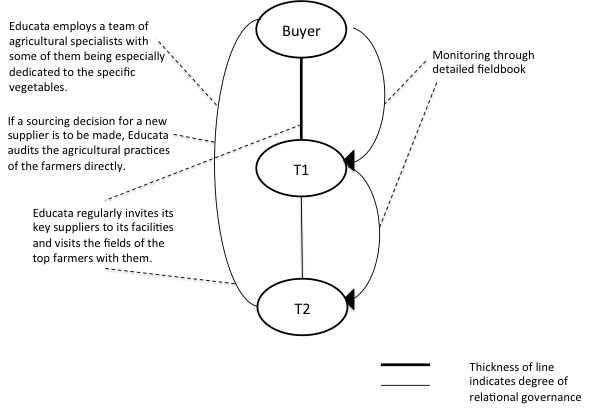 Educata employs a team of
agricultural specialists with
some of them being especially
dedicated to the specific
vegetables.
If a sourcing decision for a new
supplier is to be made, Educata
audits the agricultural practices
of the farmers directly.
Educata regularly invites its
key suppliers to its facilities
and visits the fields of the
top farmers with them.
Buyer
T1
T2
Monitoring through
detailed fieldbook
Thickness of line
indicates degree of
relational governance